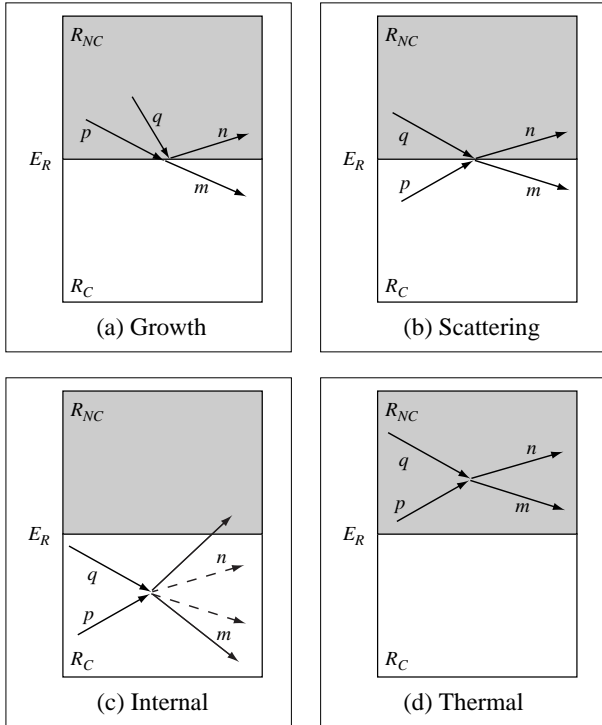 R_NC
q
p
n
E_R
m
R_C
(a) Growth
R_NC
n
q
E_R
p
m
R_C
(b) Scattering
R_NC
E_R
n
q
p
m
R_C
(c) Internal
R_NC
n
q
m
p
E_R
R_C
(d) Thermal